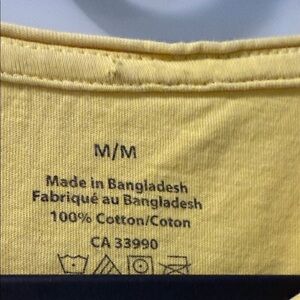 M/M
Made in Bangladesh
Fabriqué au Bangladesh
100% Cotton/Coton
CA 33990